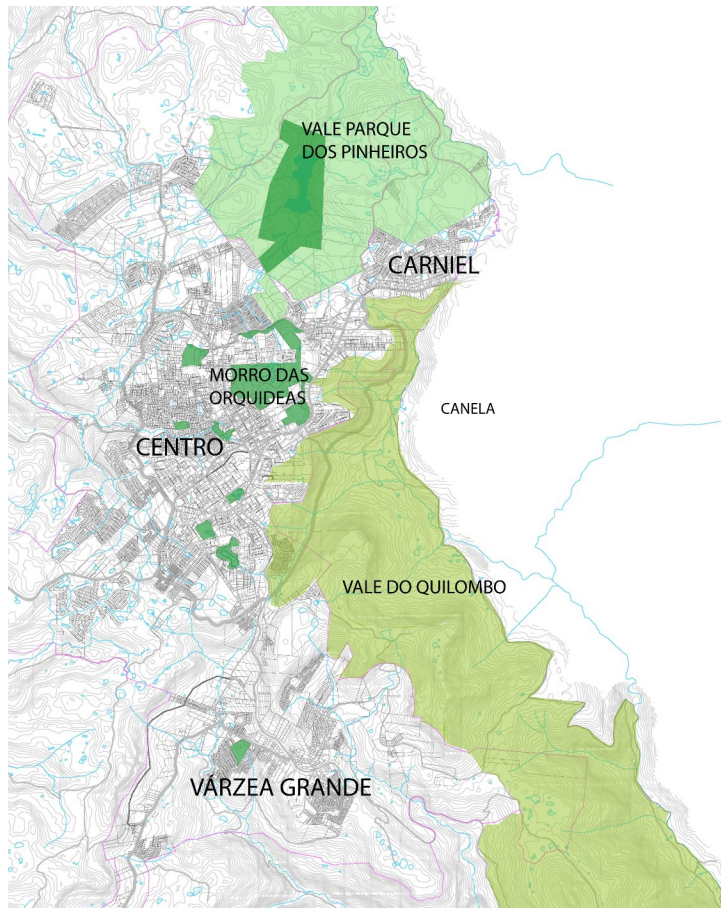 VALE PARQUE
DOS PINHEIROS
CARNIEL
MORRO DAS
ORQUIDEAS
CANELA
CENTRO
VALE DO QUILOMBO
VÁRZEA GRANDE